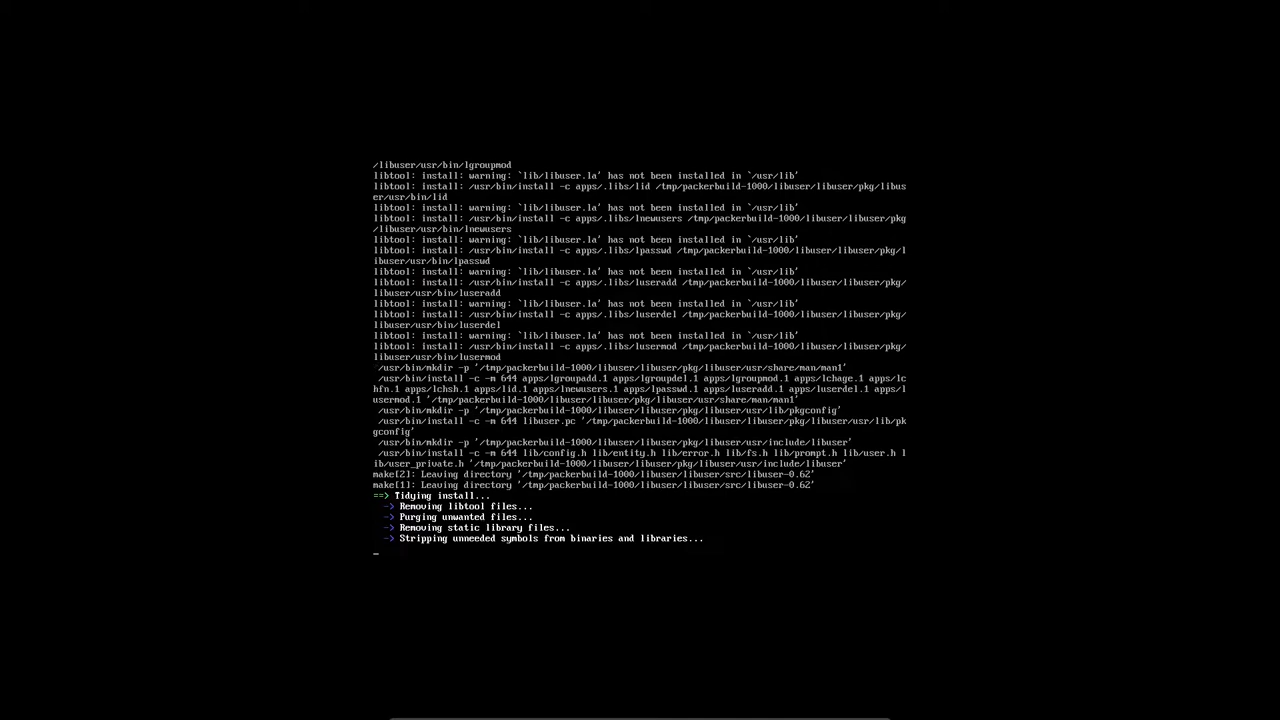 /libuser/usr/bin/lgroupmod
libtool: install: warning: `lib/libuser.la' has not been installed in `/usr/lib'
libtool: install: /usr/bin/install -c apps/.libs/lid /tmp/packerbuild-1000/libuser/libuser/pkg/libus
er/usr/bin/lid
libtool: install: warning: `lib/libuser.la' has not been installed in `/usr/lib'
libtool: install: /usr/bin/install -c apps/.libs/lnewusers /tmp/packerbuild-1000/libuser/libuser/pkg
/libuser/usr/bin/lnewusers
libtool: install: warning: `lib/libuser.la' has not been installed in `/usr/lib'
libtool: install: /usr/bin/install -c apps/.libs/lpasswd /tmp/packerbuild-1000/libuser/libuser/pkg/l
ibuser/usr/bin/lpasswd
libtool: install: warning: `lib/libuser.la' has not been installed in `/usr/lib'
libtool: install: /usr/bin/install -c apps/.libs/luseradd /tmp/packerbuild-1000/libuser/libuser/pkg/
libuser/usr/bin/luseradd
libtool: install: warning: `lib/libuser.la' has not been installed in `/usr/lib'
libtool: install: /usr/bin/install -c apps/.libs/luserdel /tmp/packerbuild-1000/libuser/libuser/pkg/
libuser/usr/bin/luserdel
libtool: install: warning: `lib/libuser.la' has not been installed in `/usr/lib'
libtool: install: /usr/bin/install -c apps/.libs/lusermod /tmp/packerbuild-1000/libuser/libuser/pkg/
libuser/usr/bin/lusermod
/usr/bin/mkdir -p '/tmp/packerbuild-1000/libuser/libuser/pkg/libuser/usr/share/man/man1'
/usr/bin/install -c -m 644 apps/lgroupadd.1 apps/lgroupdel.1 apps/lgroupmod.1 apps/lchage.1 apps/lc
hfn.1 apps/lchsh.1 apps/lid.1 apps/lnewusers.1 apps/lpasswd.1 apps/luseradd.1 apps/luserdel.1 apps/l
usermod.1 '/tmp/packerbuild-1000/libuser/libuser/pkg/libuser/usr/share/man/man1'
/usr/bin/mkdir -p '/tmp/packerbuild-1000/libuser/libuser/pkg/libuser/usr/lib/pkgconfig'
/usr/bin/install -c -m 644 libuser.pc '/tmp/packerbuild-1000/libuser/libuser/pkg/libuser/usr/lib/pk
gconfig'
/usr/bin/mkdir -p '/tmp/packerbuild-1000/libuser/libuser/pkg/libuser/usr/include/libuser'
/usr/bin/install -c -m 644 lib/config.h lib/entity.h lib/error.h lib/fs.h lib/prompt.h lib/user.h l
ib/user_private.h '/tmp/packerbuild-1000/libuser/libuser/pkg/libuser/usr/include/libuser'
make[2]: Leaving directory '/tmp/packerbuild-1000/libuser/libuser/src/libuser-0.62'
make[1]: Leaving directory '/tmp/packerbuild-1000/libuser/libuser/src/libuser-0.62'
==> Tidying install...
-> Removing libtool files...
-> Purging unwanted files...
-> Removing static library files...
-> Stripping unneeded symbols from binaries and libraries...
_